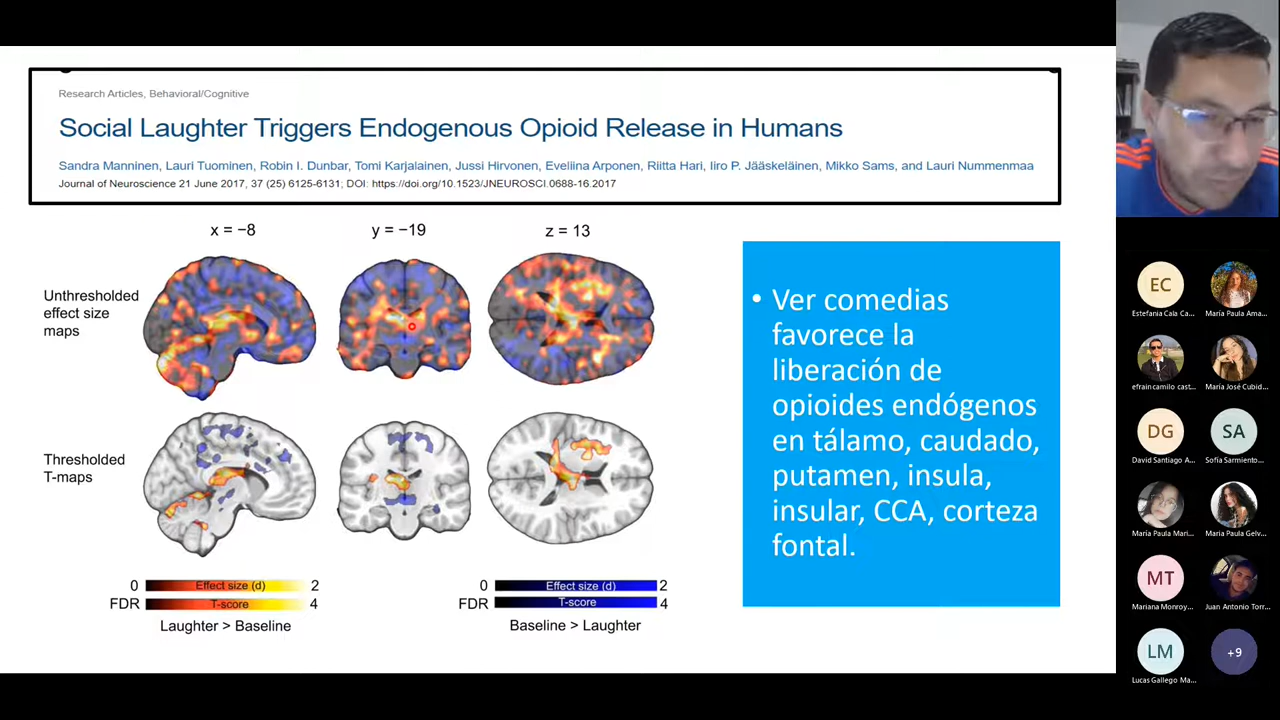 Research Articles, Behavioral/Cognitive
Social Laughter Triggers Endogenous Opioid Release in Humans
Sandra Manninen, Lauri Tuominen, Robin I. Dunbar, Tomi Karjalainen, Jussi Hirvonen, Eveliina Arponen, Riitta Hari, Iiro P. Jääskeläinen, Mikko Sams, and Lauri Nummenmaa
Journal of Neuroscience 21 June 2017, 37 (25) 6125-6131; DOI: https://doi.org/10.1523/JNEUROSCI.0688-16.2017
x = −8
y = −19
z = 13
Unthresholded
effect size
maps
Thresholded
T-maps
0 Effect size (d) 2
FDR T-score 4
Laughter > Baseline
0 Effect size (d) 2
FDR T-score 4
Baseline > Laughter
• Ver comedias
favorece la
liberación de
opioides endógenos
en tálamo, caudado,
putamen, insula,
insular, CCA, corteza
fontal.
EC
Estefania Cala Ca...
María Paula Ama...
efrain camilo cast...
María José Cubid...
DG
David Santiago A...
SA
Sofía Sarmiento...
María Paula Mari...
Maria Paula Gelv...
MT
Mariana Monroy...
Juan Antonio Torr...
LM
Lucas Gallego Ma...
+9